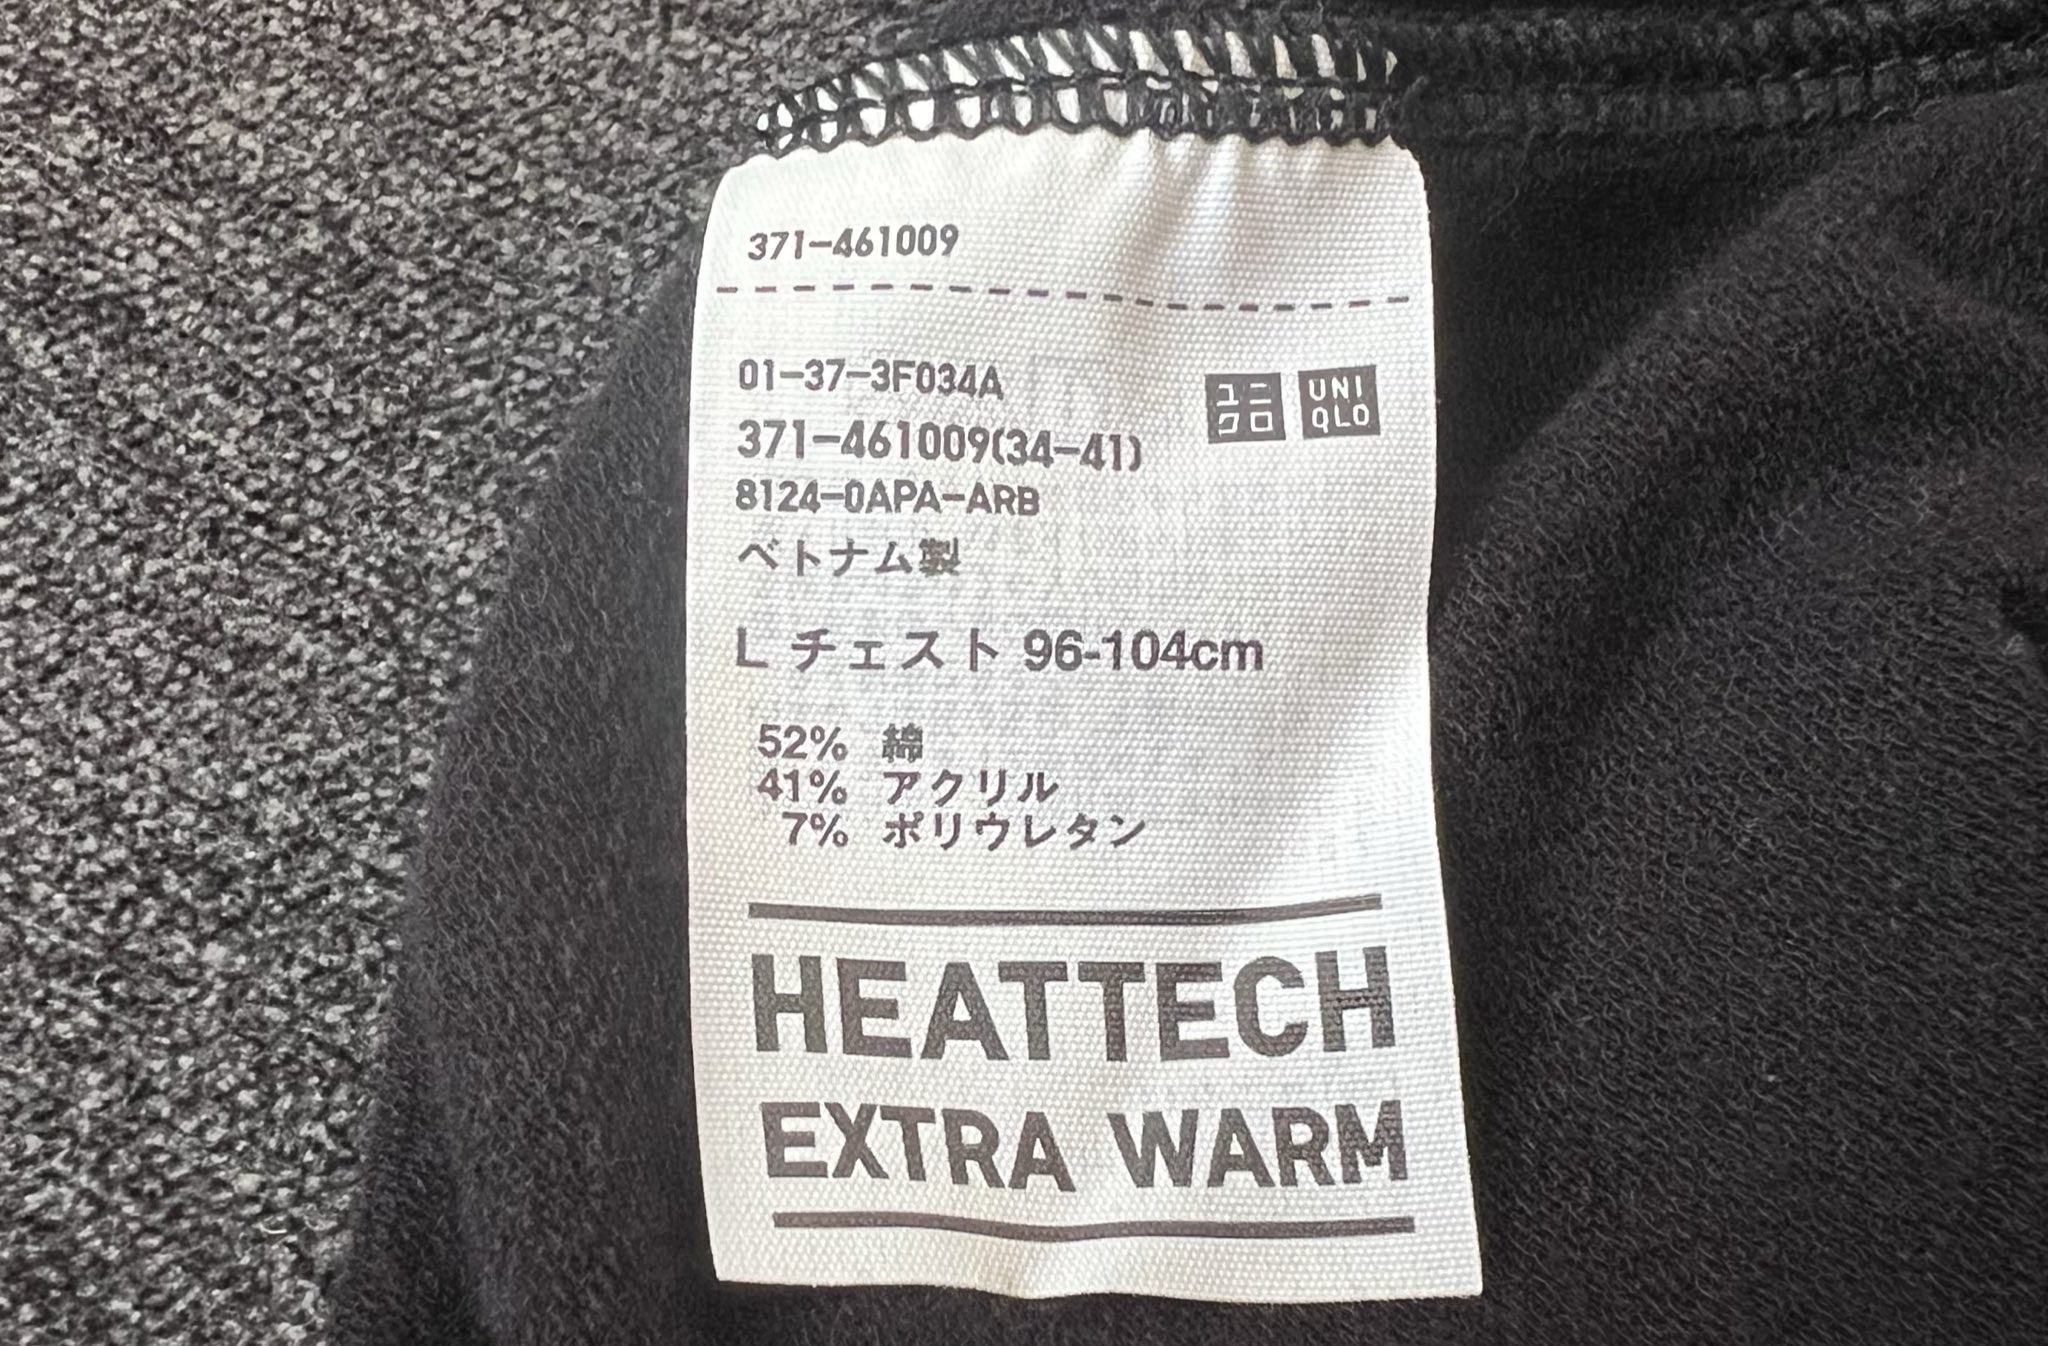 371-461009
01-37-3F034A
ユニクロ
UNIQLO
371-461009(34-41)
8124-0APA-ARB
ベトナム製
L チェスト 96-104cm
52% 綿
41% アクリル
7% ポリウレタン
HEATTECH
EXTRA WARM